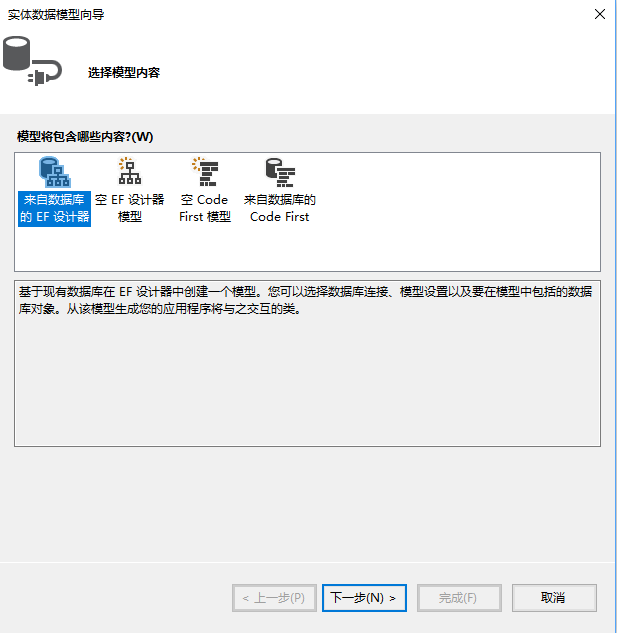 实体数据模型向导
选择模型内容
模型将包含哪些内容?(W)
来自数据库
的 EF 设计器
空 EF 设计器
模型
空 Code
First 模型
来自数据库的
Code First
基于现有数据库在 EF 设计器中创建一个模型。您可以选择数据库连接、模型设置以及要在模型中包括的数据
库对象。从该模型生成您的应用程序将与之交互的类。
< 上一步(P)
下一步(N) >
完成(F)
取消